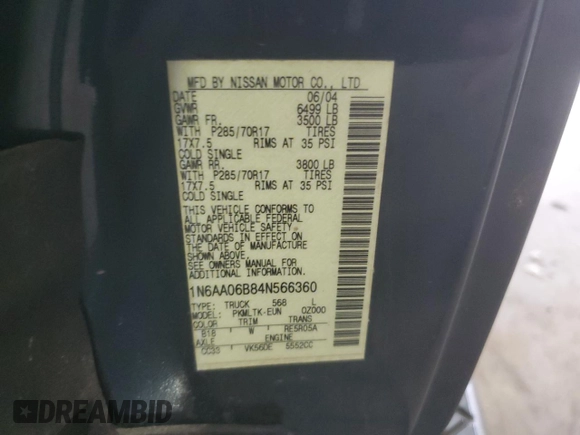 MFD BY NISSAN MOTOR CO., LTD
DATE 06/04
GVWR 6499 LB
GAWR FR. 3500 LB
WITH P285/70R17 TIRES
17X7.5 RIMS AT 35 PSI
COLD SINGLE
GAWR RR. 3800 LB
WITH P285/70R17 TIRES
17X7.5 RIMS AT 35 PSI
COLD SINGLE
THIS VEHICLE CONFORMS TO
ALL APPLICABLE FEDERAL
MOTOR VEHICLE SAFETY
STANDARDS IN EFFECT ON
THE DATE OF MANUFACTURE
SHOWN ABOVE.
SEE OWNERS MANUAL FOR
ADDITIONAL INFORMATION.
1N6AA06B84N566360
TYPE: TRUCK 568 L
MODEL: PKMLTK-EUN 0Z000
COLOR TRIM TRANS
B18 W RE5R05A
AXLE ENGINE
CC33 VK56DE 5552CC
DREAMBID